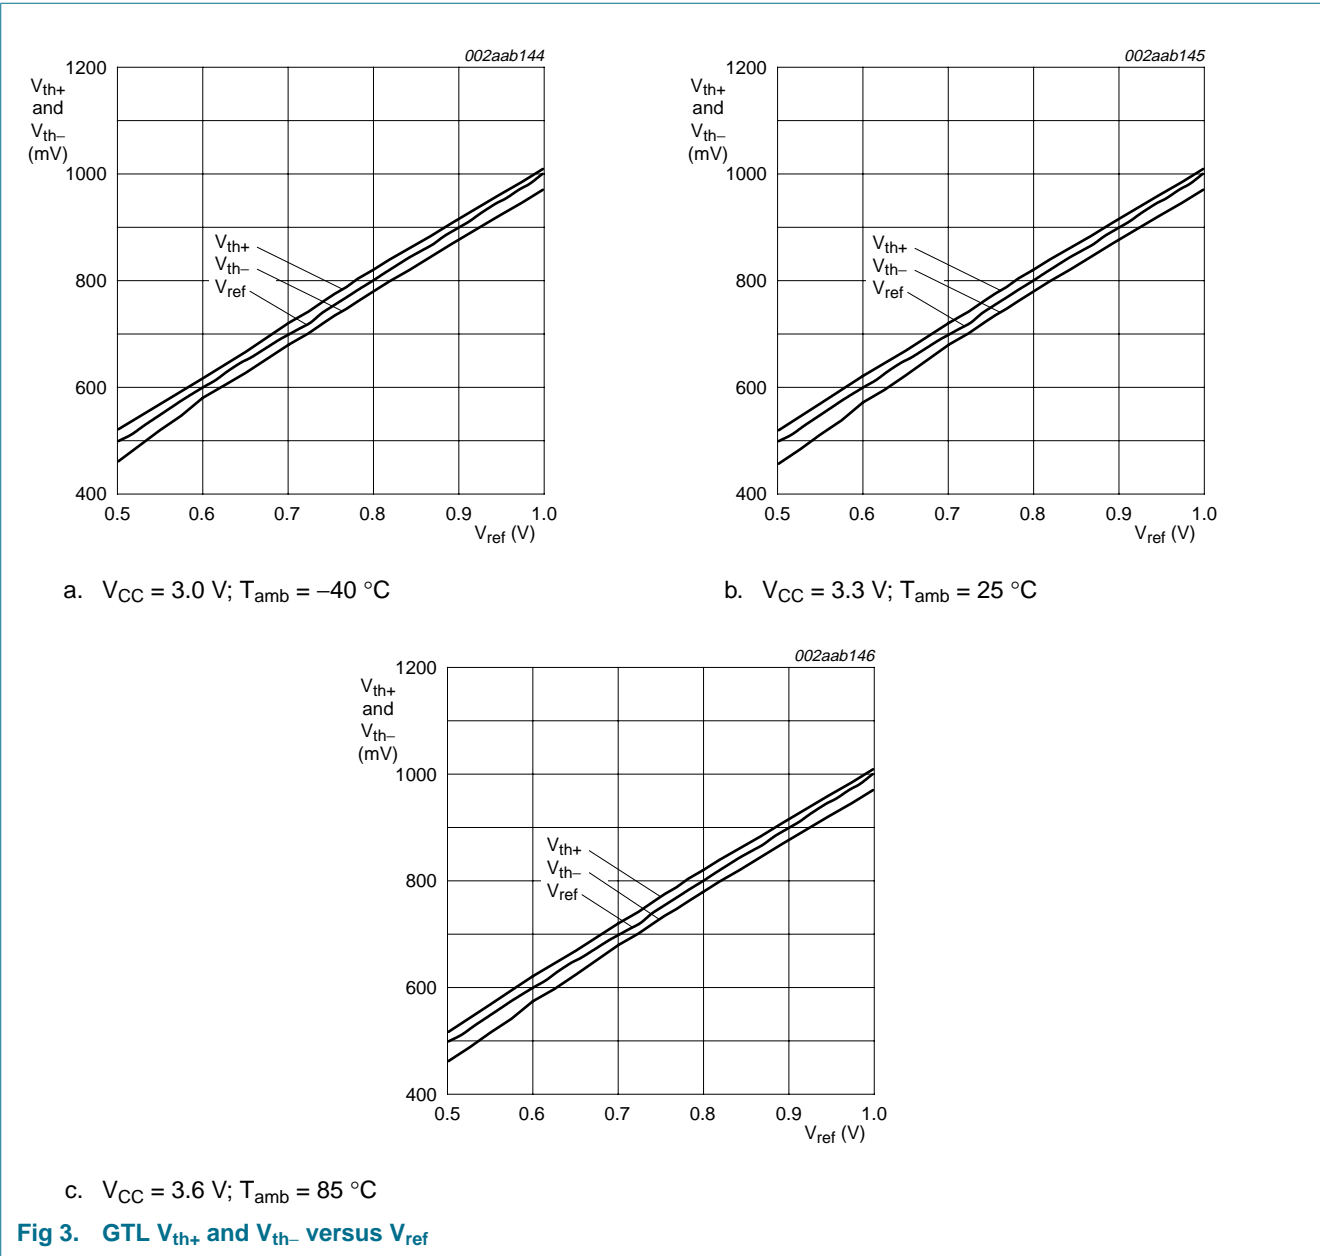 002aab144
1200
Vth+
and
Vth−
(mV)
1000
800
600
400
Vth+
Vth−
Vref
0.5 0.6 0.7 0.8 0.9 1.0
Vref (V)
a. VCC = 3.0 V; Tamb = −40 °C
002aab145
1200
Vth+
and
Vth−
(mV)
1000
800
600
400
Vth+
Vth−
Vref
0.5 0.6 0.7 0.8 0.9 1.0
Vref (V)
b. VCC = 3.3 V; Tamb = 25 °C
002aab146
1200
Vth+
and
Vth−
(mV)
1000
800
600
400
Vth+
Vth−
Vref
0.5 0.6 0.7 0.8 0.9 1.0
Vref (V)
c. VCC = 3.6 V; Tamb = 85 °C
Fig 3. GTL Vth+ and Vth− versus Vref